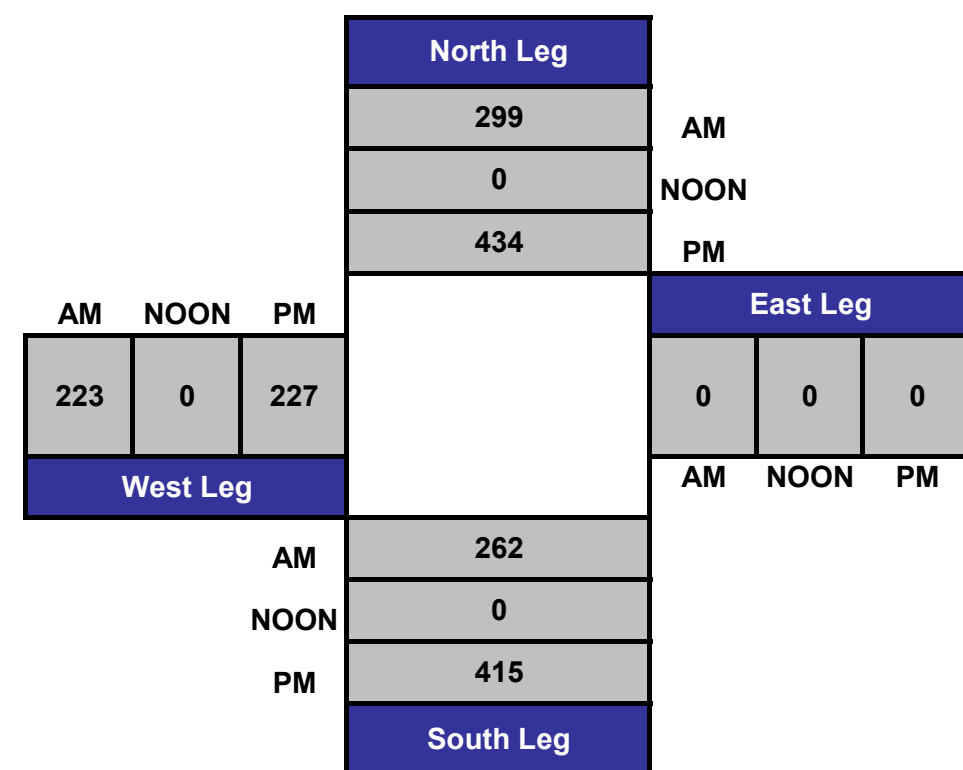 North Leg
299 AM
0 NOON
434 PM
AM NOON PM East Leg
223 0 227 0 0 0
West Leg AM NOON PM
AM 262
NOON 0
PM 415
South Leg